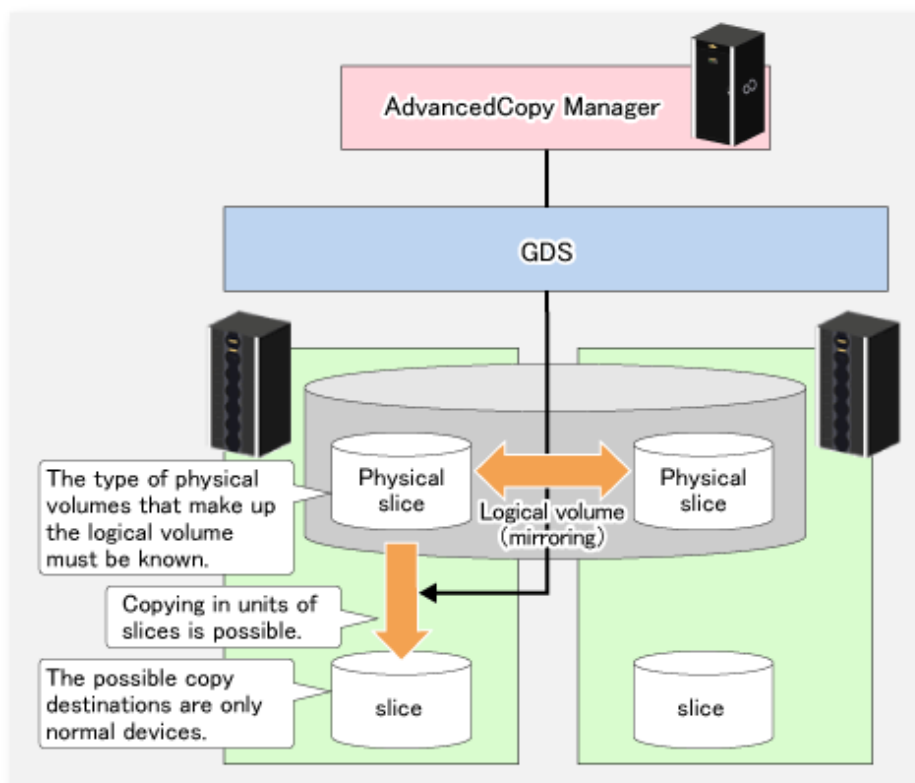 AdvancedCopy Manager
GDS
The type of physical
volumes that make up
the logical volume
must be known.
Physical
slice
Logical volume
(mirroring)
Physical
slice
Copying in units of
slices is possible.
The possible copy
destinations are only
normal devices.
slice
slice